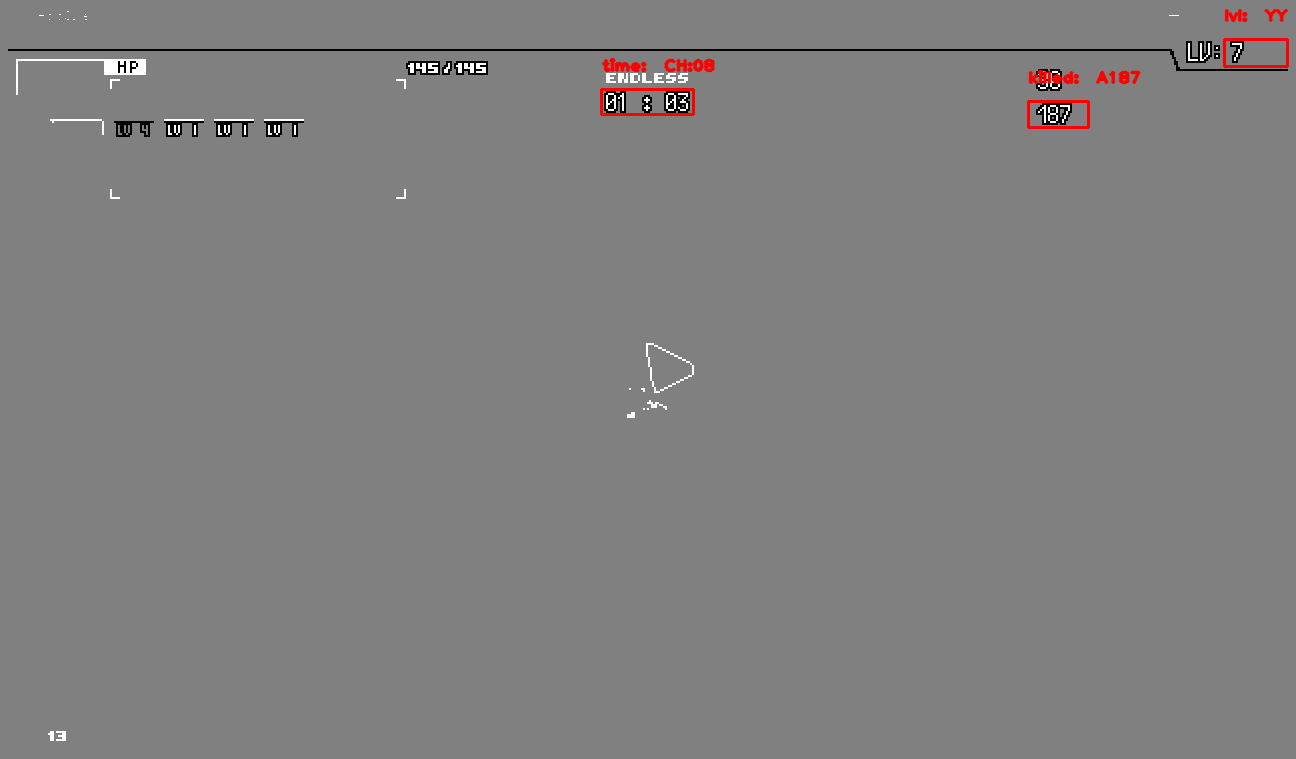 lvl: YY
LV: 7
HP
145/145
time: CH:08
ENDLESS
killed: A187
01 : 03
187
LV 4 LV 1 LV 1 LV 1
13